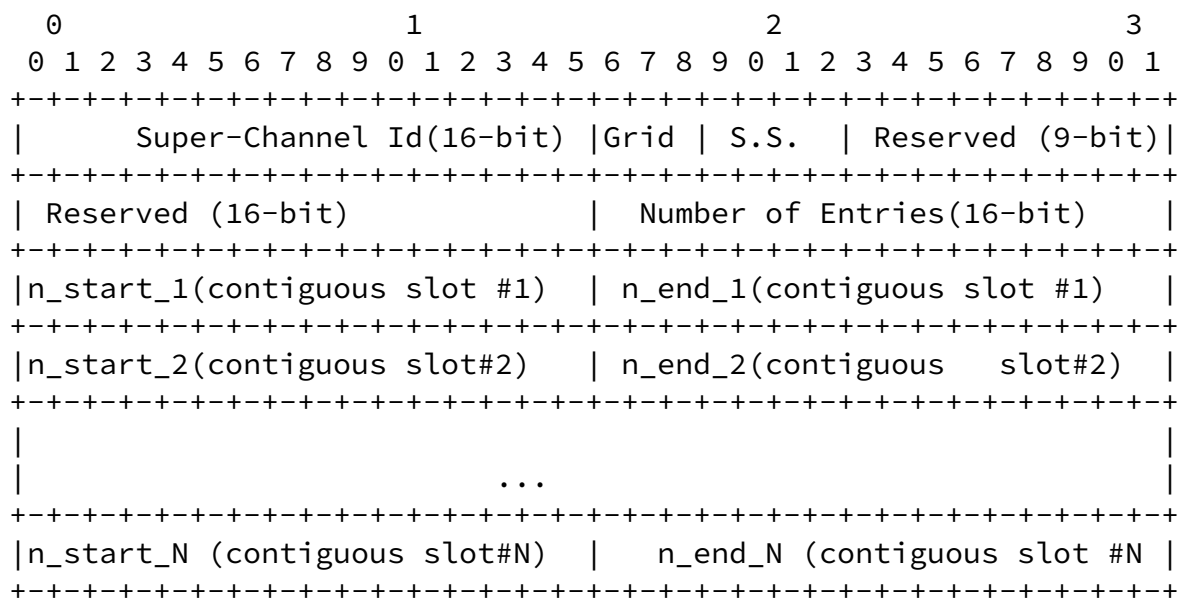 0                   1                   2                   3
 0 1 2 3 4 5 6 7 8 9 0 1 2 3 4 5 6 7 8 9 0 1 2 3 4 5 6 7 8 9 0 1
+-+-+-+-+-+-+-+-+-+-+-+-+-+-+-+-+-+-+-+-+-+-+-+-+-+-+-+-+-+-+-+-+
|      Super-Channel Id(16-bit) |Grid | S.S.  | Reserved (9-bit)|
+-+-+-+-+-+-+-+-+-+-+-+-+-+-+-+-+-+-+-+-+-+-+-+-+-+-+-+-+-+-+-+-+
| Reserved (16-bit)             |  Number of Entries(16-bit)    |
+-+-+-+-+-+-+-+-+-+-+-+-+-+-+-+-+-+-+-+-+-+-+-+-+-+-+-+-+-+-+-+-+
|n_start_1(contiguous slot #1)  | n_end_1(contiguous slot #1)   |
+-+-+-+-+-+-+-+-+-+-+-+-+-+-+-+-+-+-+-+-+-+-+-+-+-+-+-+-+-+-+-+-+
|n_start_2(contiguous slot#2)   | n_end_2(contiguous   slot#2)  |
+-+-+-+-+-+-+-+-+-+-+-+-+-+-+-+-+-+-+-+-+-+-+-+-+-+-+-+-+-+-+-+-+
|                                                               |
|                          ...                                  |
+-+-+-+-+-+-+-+-+-+-+-+-+-+-+-+-+-+-+-+-+-+-+-+-+-+-+-+-+-+-+-+-+
|n_start_N (contiguous slot#N)  |   n_end_N (contiguous slot #N |
+-+-+-+-+-+-+-+-+-+-+-+-+-+-+-+-+-+-+-+-+-+-+-+-+-+-+-+-+-+-+-+-+